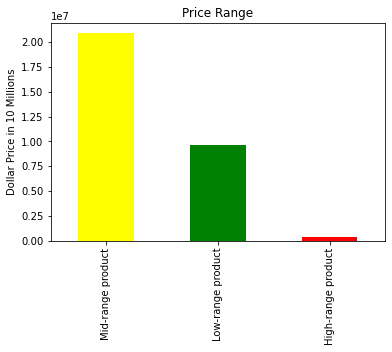 Price Range
1e7
Dollar Price in 10 Millions
2.00
1.75
1.50
1.25
1.00
0.75
0.50
0.25
0.00
Mid-range product
Low-range product
High-range product